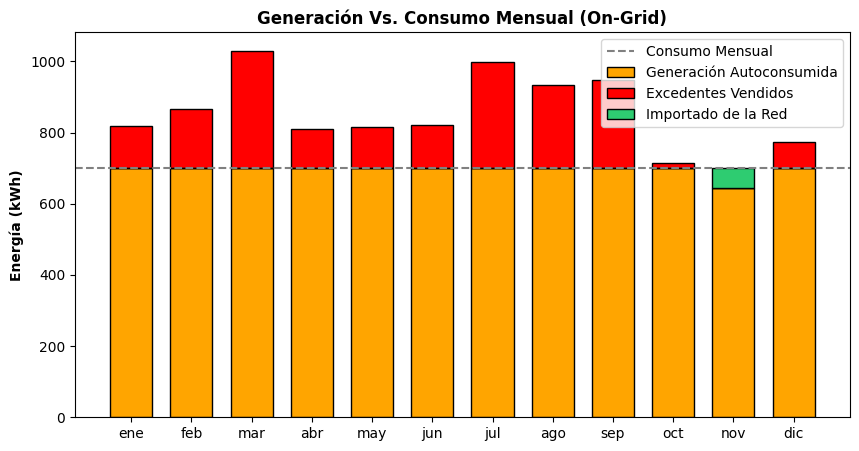 Generación Vs. Consumo Mensual (On-Grid)
Energía (kWh)
1000
800
600
400
200
0
Consumo Mensual
Generación Autoconsumida
Excedentes Vendidos
Importado de la Red
ene feb mar abr may jun jul ago sep oct nov dic